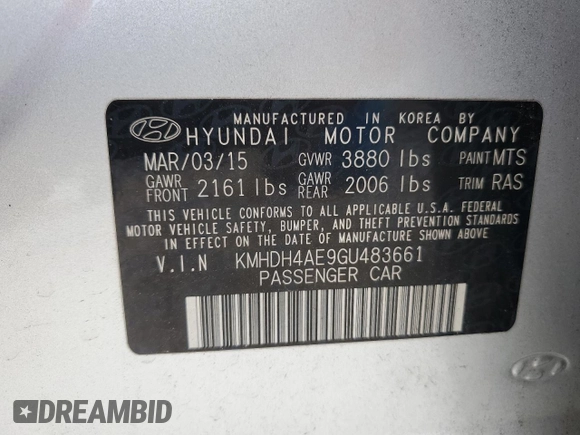 MANUFACTURED IN KOREA BY
HYUNDAI MOTOR COMPANY
MAR/03/15 GVWR 3880 lbs PAINT MTS
GAWR FRONT 2161 lbs GAWR REAR 2006 lbs TRIM RAS
THIS VEHICLE CONFORMS TO ALL APPLICABLE U.S.A. FEDERAL
MOTOR VEHICLE SAFETY, BUMPER, AND THEFT PREVENTION STANDARDS
IN EFFECT ON THE DATE OF MANUFACTURE SHOWN ABOVE.
V.I.N KMHDH4AE9GU483661
PASSENGER CAR
DREAMBID